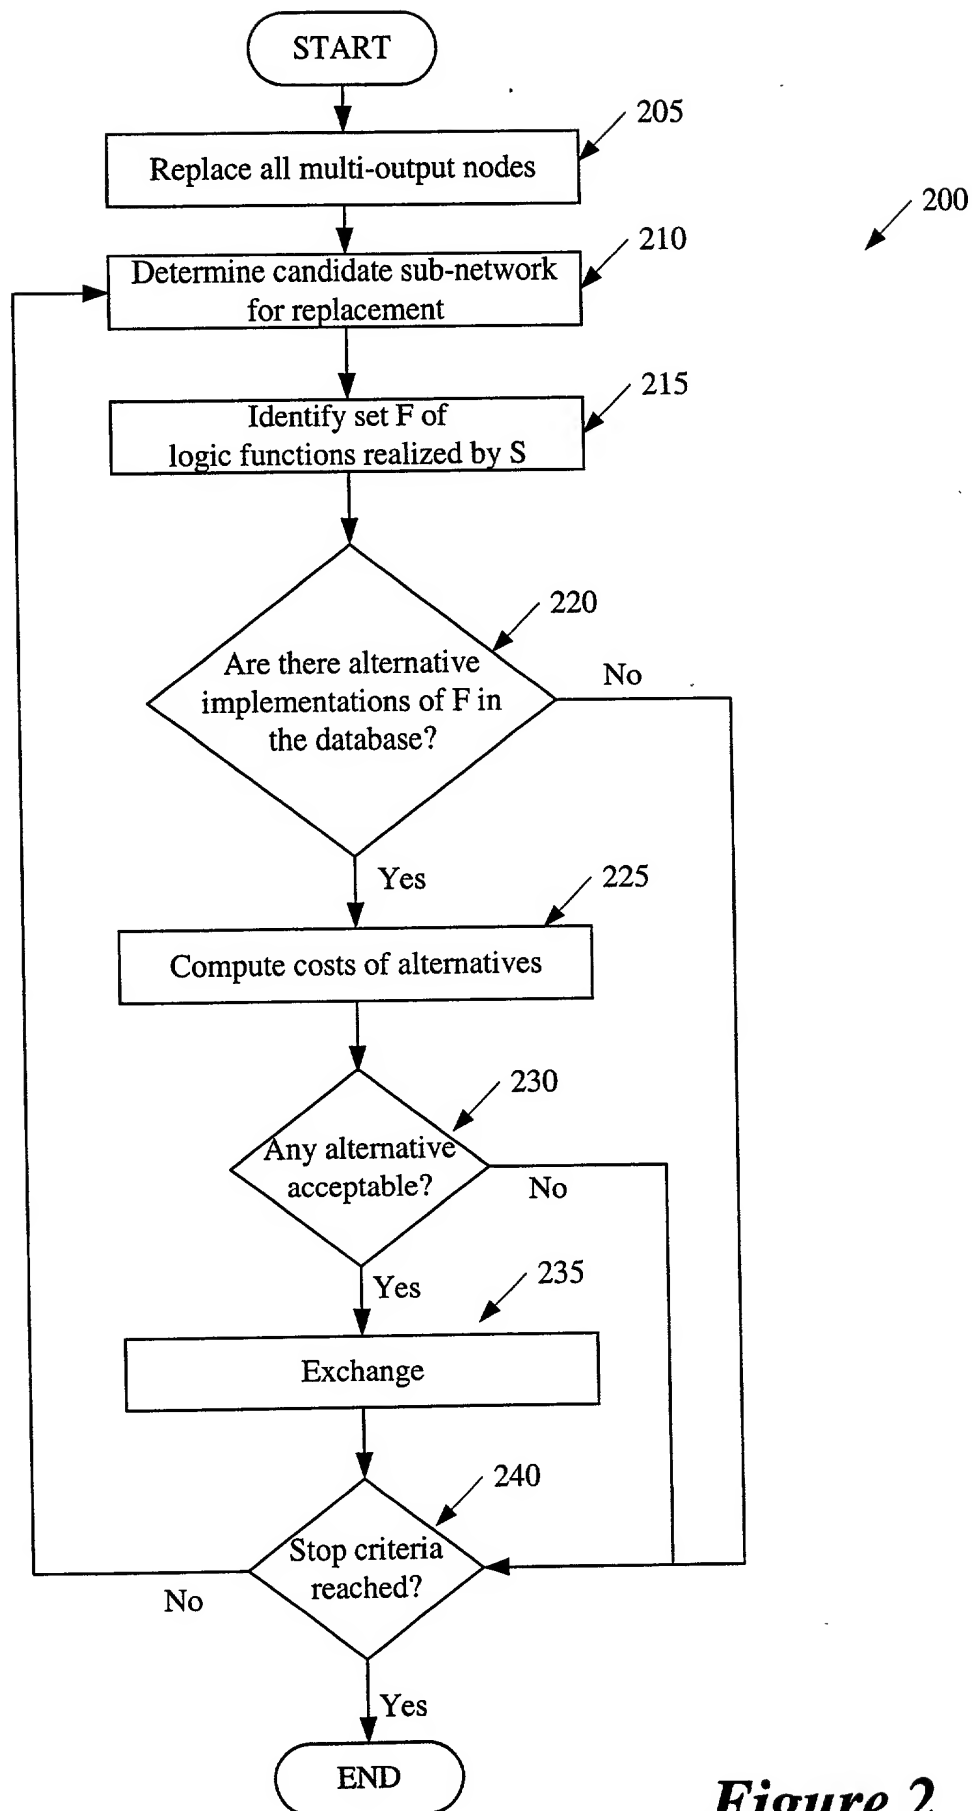 START
205
Replace all multi-output nodes
200
210
Determine candidate sub-network
for replacement
215
Identify set F of
logic functions realized by S
220
Are there alternative
implementations of F in
the database?
No
Yes
225
Compute costs of alternatives
230
Any alternative
acceptable?
No
235
Yes
Exchange
240
Stop criteria
reached?
No
Yes
END
Figure 2